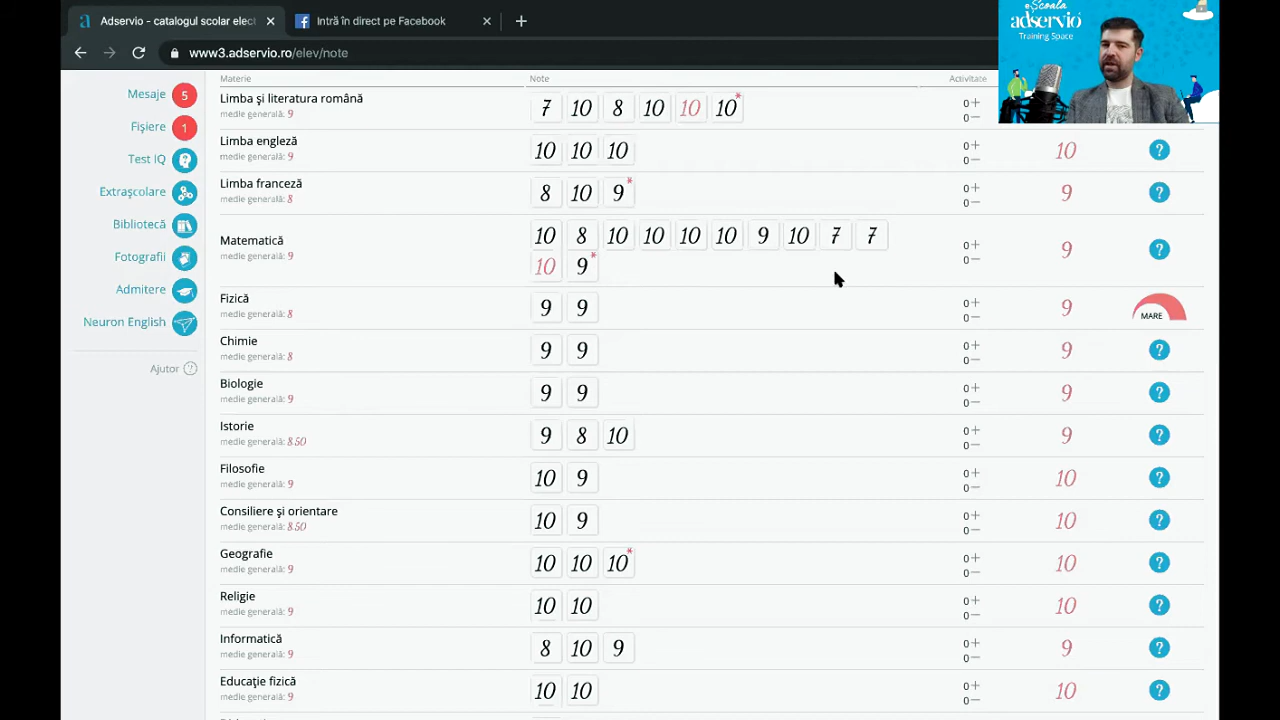 Adservio - catalogul scolar elect
Intră în direct pe Facebook
www3.adservio.ro/elev/note
eȘcoala
adservio
Training Space
Mesaje 5
Fișiere 1
Test IQ
Extrașcolare
Bibliotecă
Fotografii
Admitere
Neuron English
Ajutor ?
Materie Note Activitate
Limba și literatura română 7 10 8 10 10 10* 0+
medie generală: 9 0-
Limba engleză 10 10 10 0+ 10 ?
medie generală: 9 0-
Limba franceză 8 10 9* 0+ 9 ?
medie generală: 8 0-
Matematică 10 8 10 10 10 10 9 10 7 7 0+ 9 ?
medie generală: 9 10 9* 0-
Fizică 9 9 0+ 9 MARE
medie generală: 8 0-
Chimie 9 9 0+ 9 ?
medie generală: 8 0-
Biologie 9 9 0+ 9 ?
medie generală: 9 0-
Istorie 9 8 10 0+ 9 ?
medie generală: 8.50 0-
Filosofie 10 9 0+ 10 ?
medie generală: 9 0-
Consiliere și orientare 10 9 0+ 10 ?
medie generală: 8.50 0-
Geografie 10 10 10* 0+ 10 ?
medie generală: 9 0-
Religie 10 10 0+ 10 ?
medie generală: 9 0-
Informatică 8 10 9 0+ 9 ?
medie generală: 9 0-
Educaţie fizică 10 10 0+ 10 ?
medie generală: 9 0-